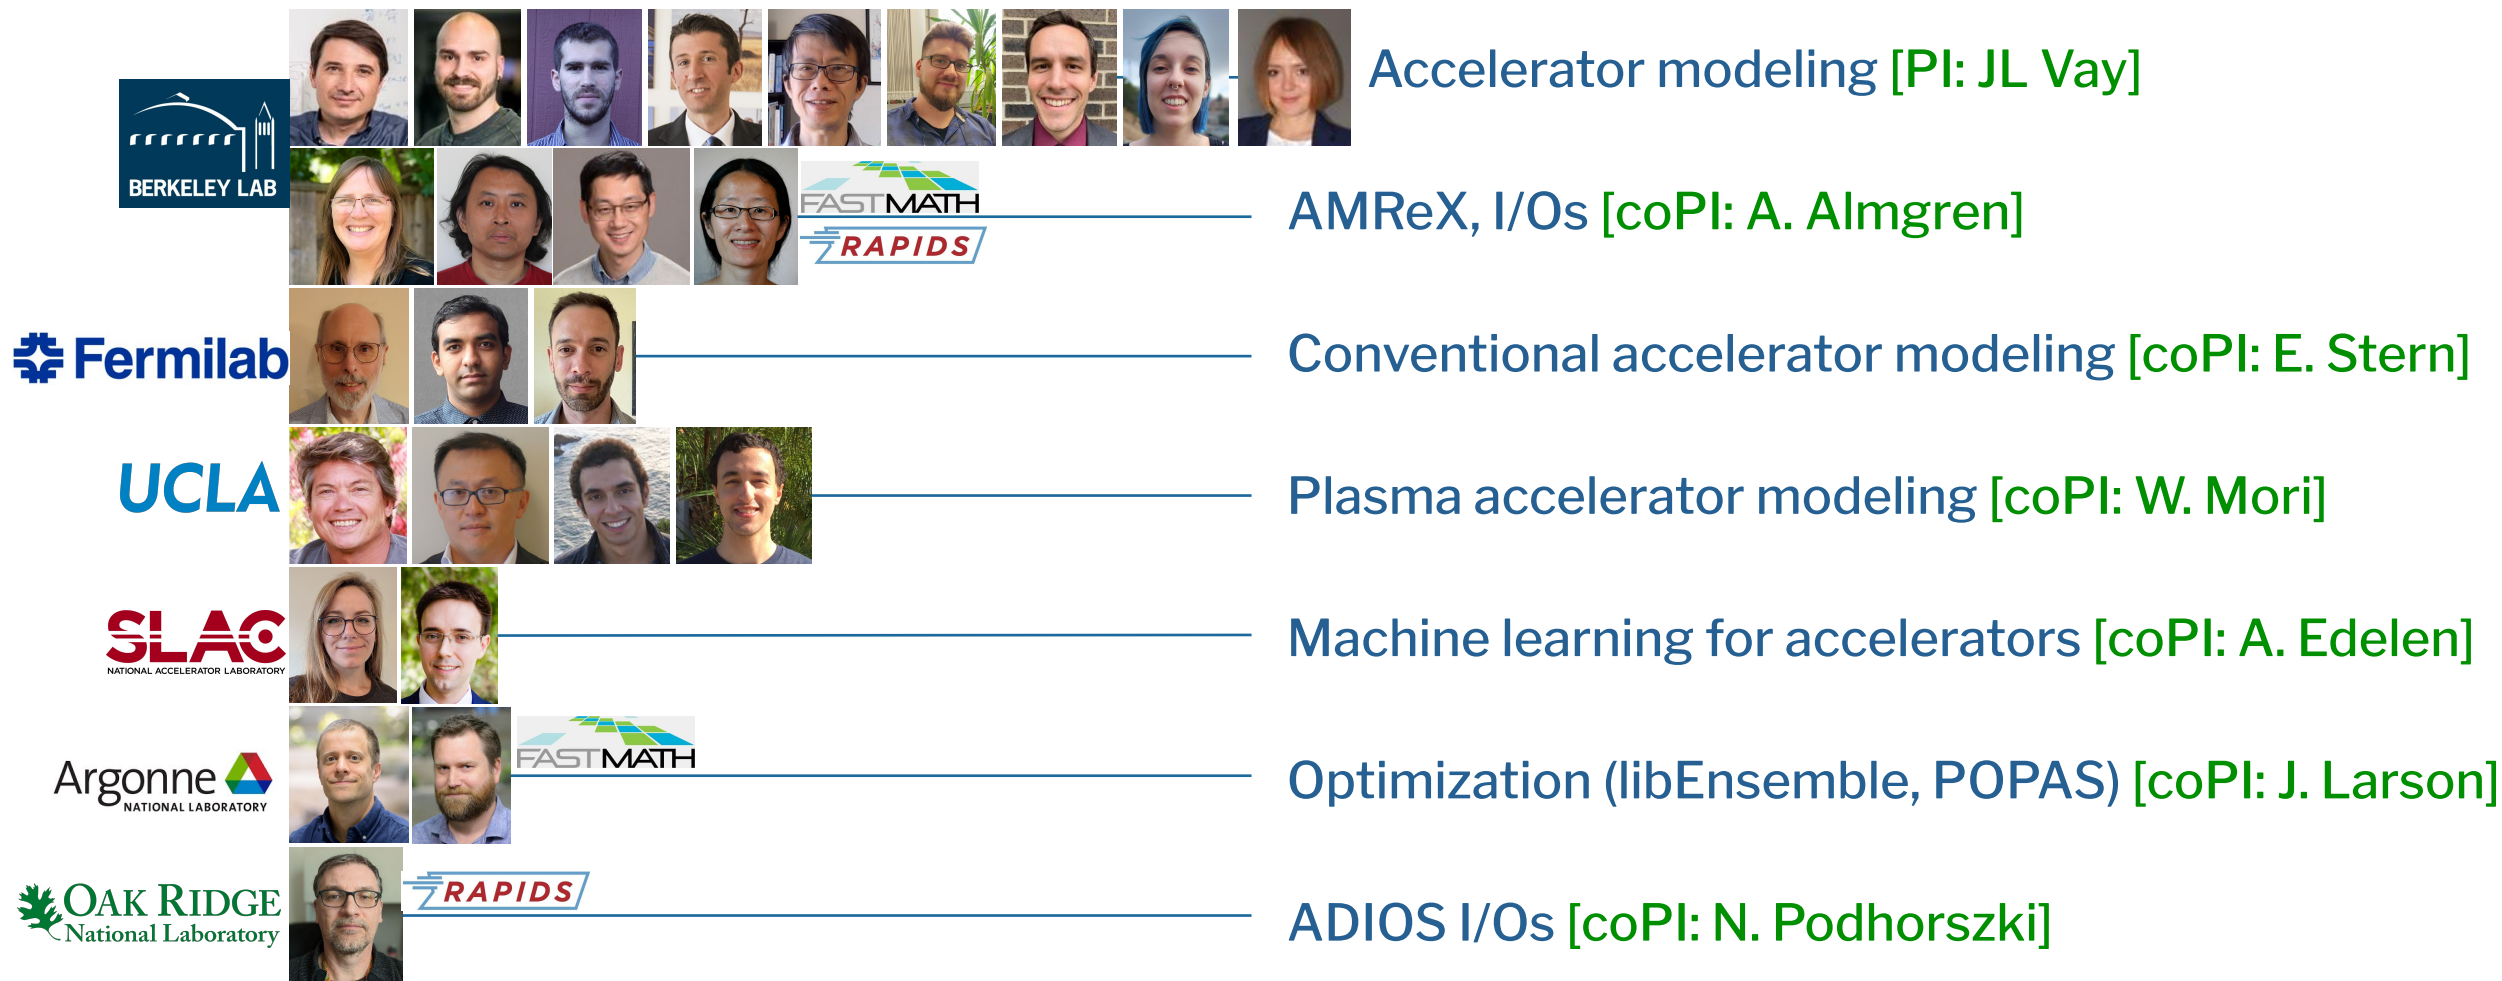 Accelerator modeling [PI: JL Vay]
BERKELEY LAB
FASTMATH
AMReX, I/Os [coPI: A. Almgren]
RAPIDS
Fermilab
Conventional accelerator modeling [coPI: E. Stern]
UCLA
Plasma accelerator modeling [coPI: W. Mori]
SLAC
NATIONAL ACCELERATOR LABORATORY
Machine learning for accelerators [coPI: A. Edelen]
Argonne
NATIONAL LABORATORY
FASTMATH
Optimization (libEnsemble, POPAS) [coPI: J. Larson]
OAK RIDGE
National Laboratory
RAPIDS
ADIOS I/Os [coPI: N. Podhorszki]